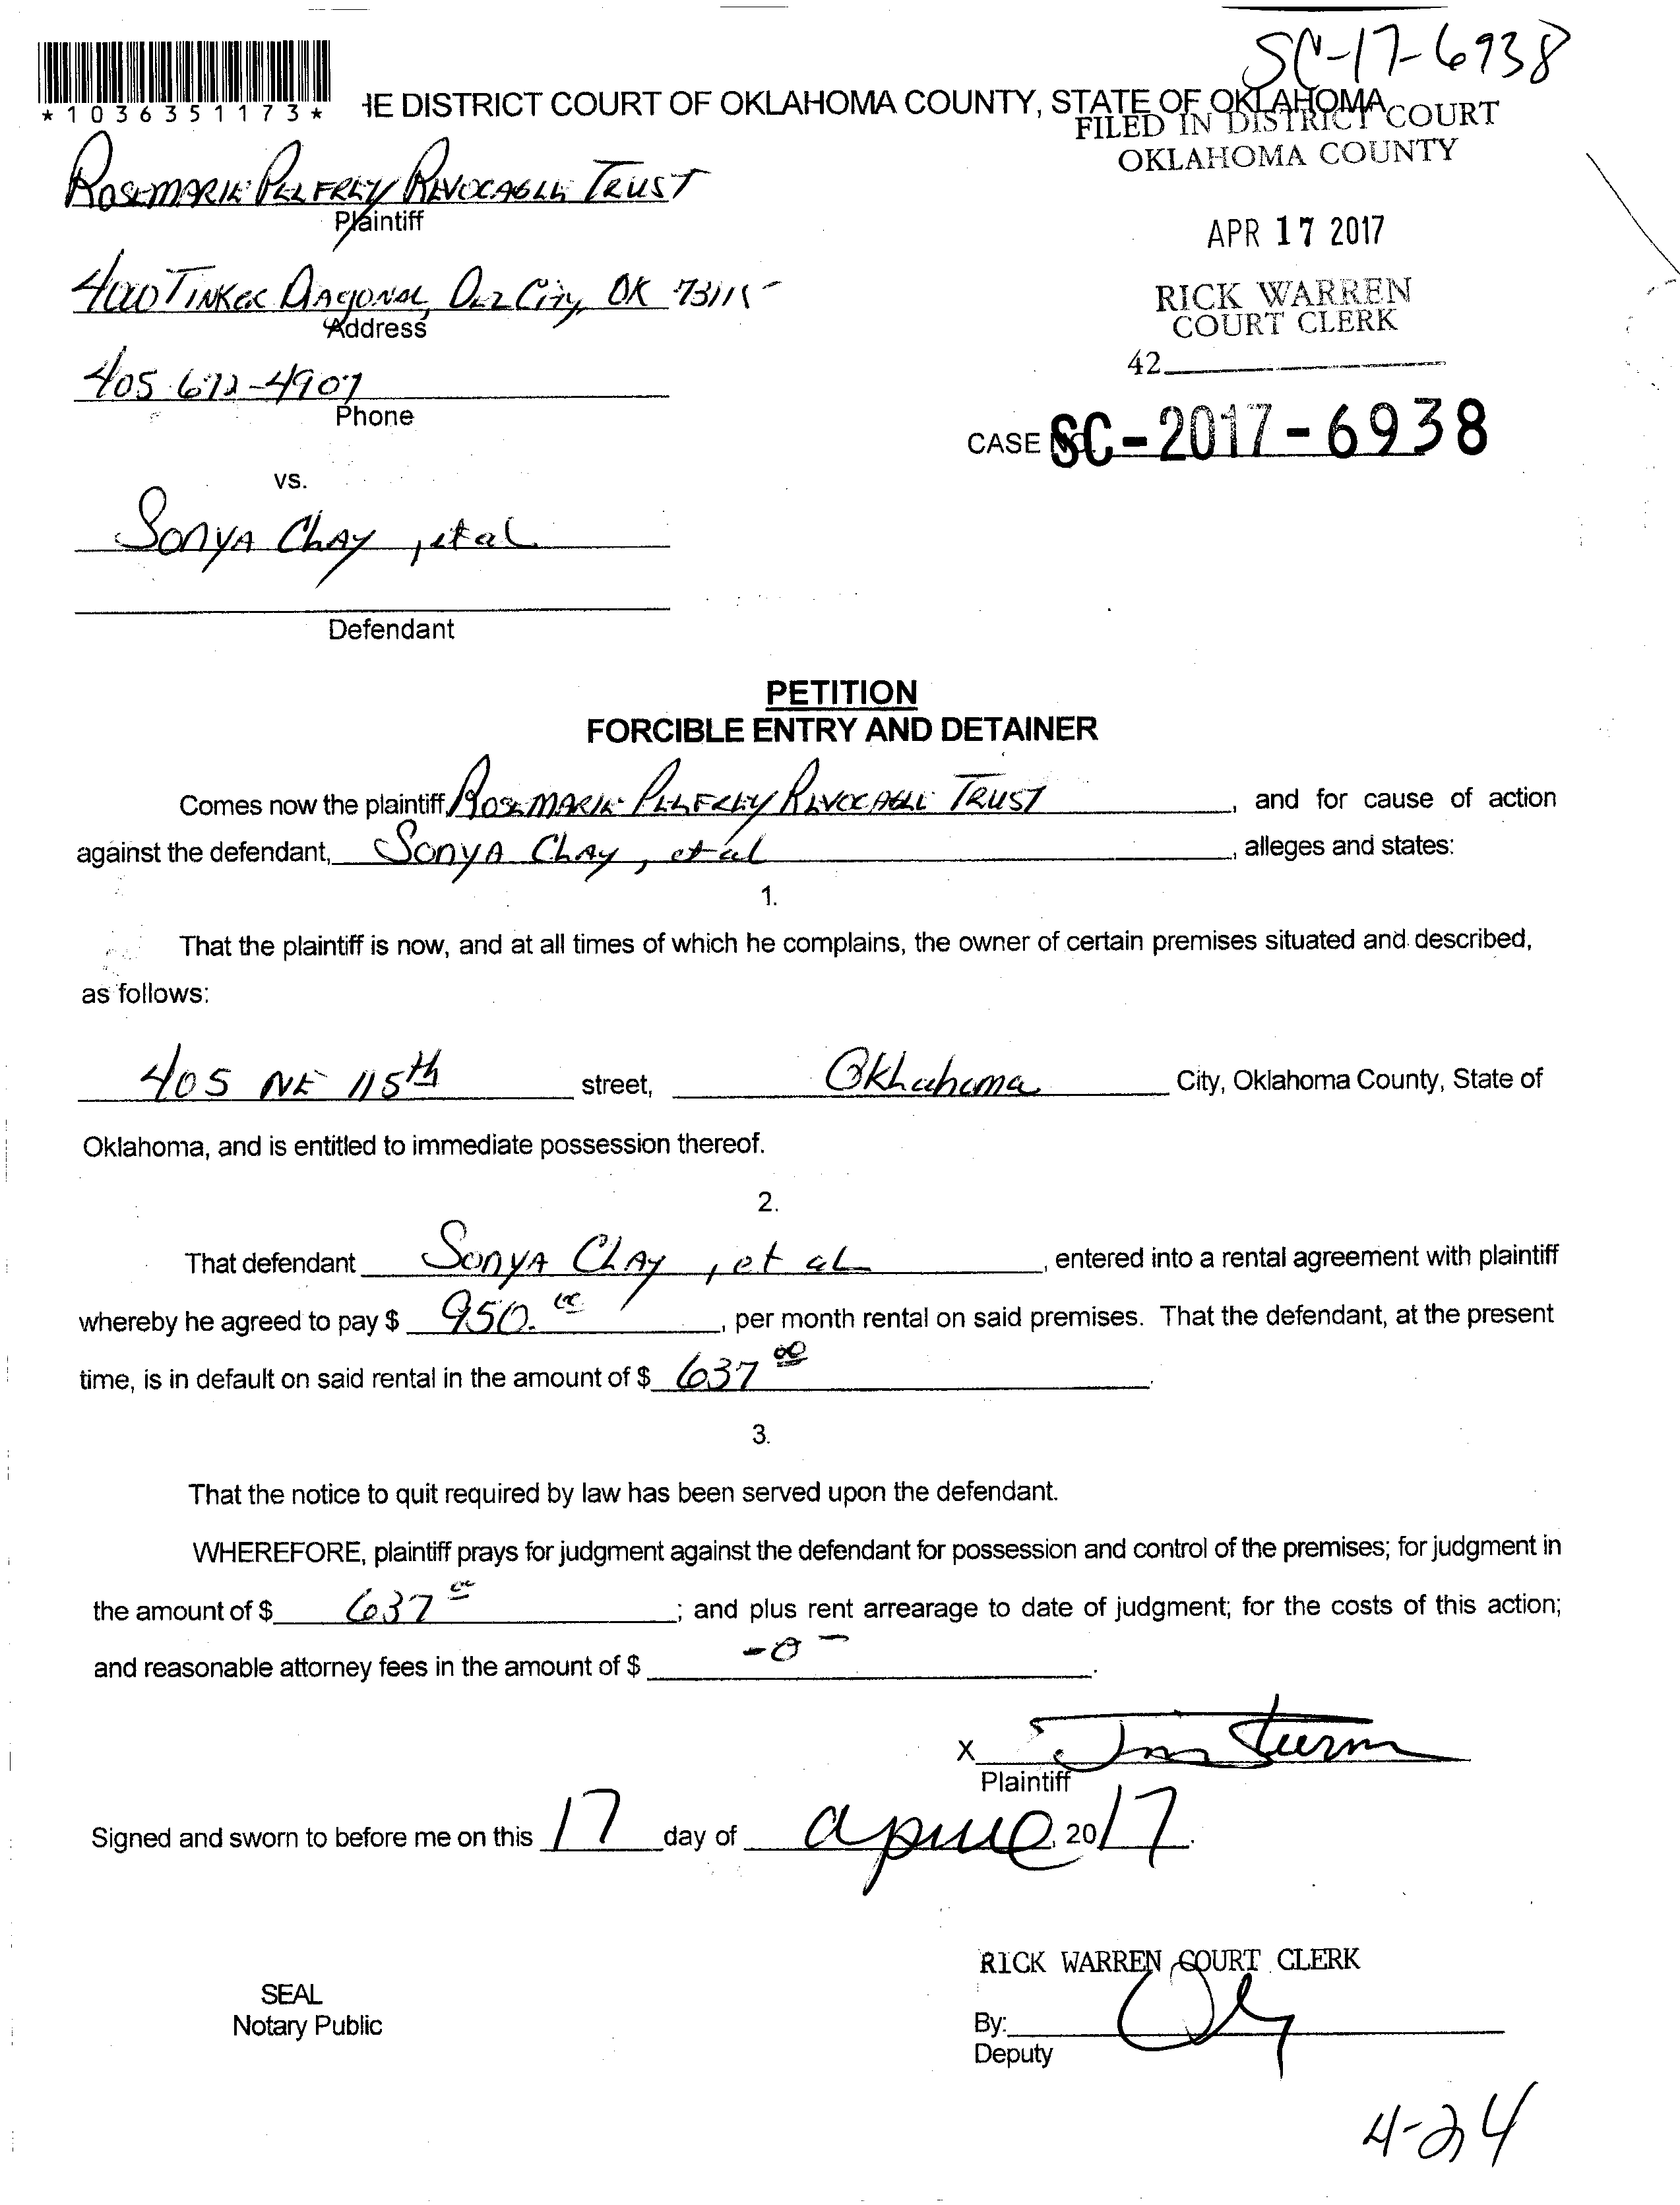 SC-17-6938
*1036351173*
HE DISTRICT COURT OF OKLAHOMA COUNTY, STATE OF OKLAHOMA
FILED IN DISTRICT COURT
OKLAHOMA COUNTY
ROSEMARIE PELFREY REVOCABLE TRUST
Plaintiff
APR 17 2017
4000 TINKER DIAGONAL, DEL CITY, OK 73115
Address
RICK WARREN
COURT CLERK
42
405 672-4907
Phone
CASE NO. SC-2017-6938
vs.
SONYA CLAY, et al
Defendant
PETITION
FORCIBLE ENTRY AND DETAINER
Comes now the plaintiff, ROSEMARIE PELFREY REVOCABLE TRUST, and for cause of action
against the defendant, SONYA CLAY, et al, alleges and states:
1.
That the plaintiff is now, and at all times of which he complains, the owner of certain premises situated and described,
as follows:
405 NE 115th street, Oklahoma City, Oklahoma County, State of
Oklahoma, and is entitled to immediate possession thereof.
2.
That defendant SONYA CLAY, et al, entered into a rental agreement with plaintiff
whereby he agreed to pay $ 950.00, per month rental on said premises. That the defendant, at the present
time, is in default on said rental in the amount of $ 637 00.
3.
That the notice to quit required by law has been served upon the defendant.
WHEREFORE, plaintiff prays for judgment against the defendant for possession and control of the premises; for judgment in
the amount of $ 637 00; and plus rent arrearage to date of judgment; for the costs of this action;
and reasonable attorney fees in the amount of $ -0-.
X
Plaintiff
Signed and sworn to before me on this 17 day of April, 2017.
RICK WARREN COURT CLERK
SEAL
Notary Public
By:
Deputy
4-24